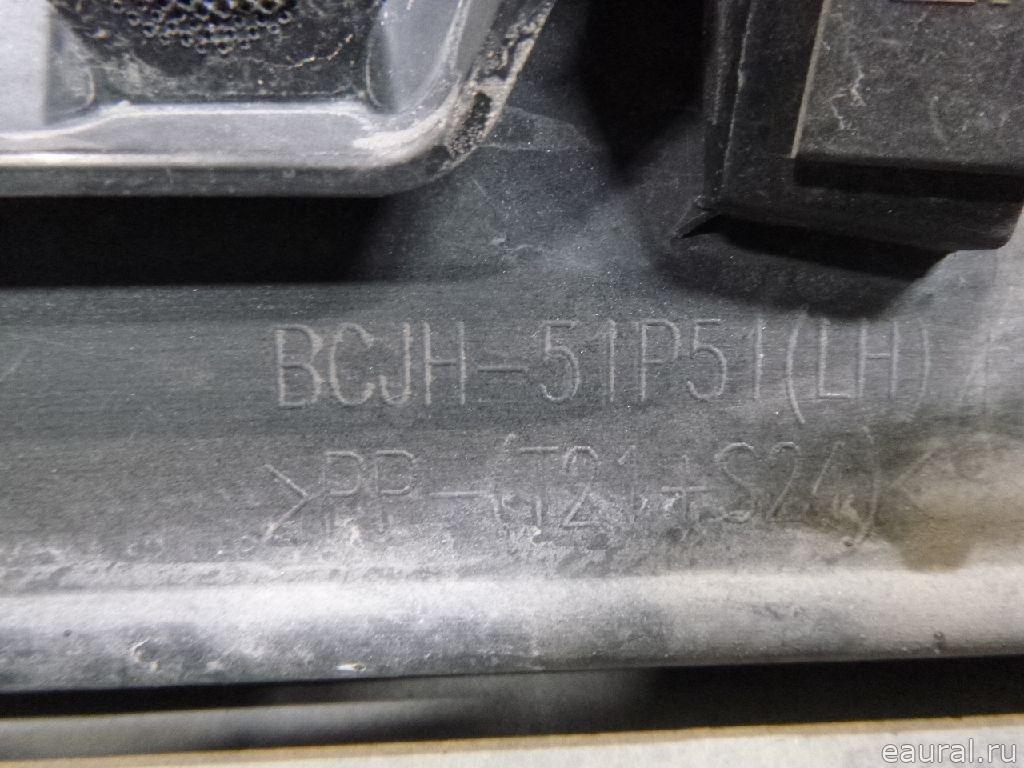 BCJH-51P51(LH)
>PP-(T21+S24)<
eaural.ru